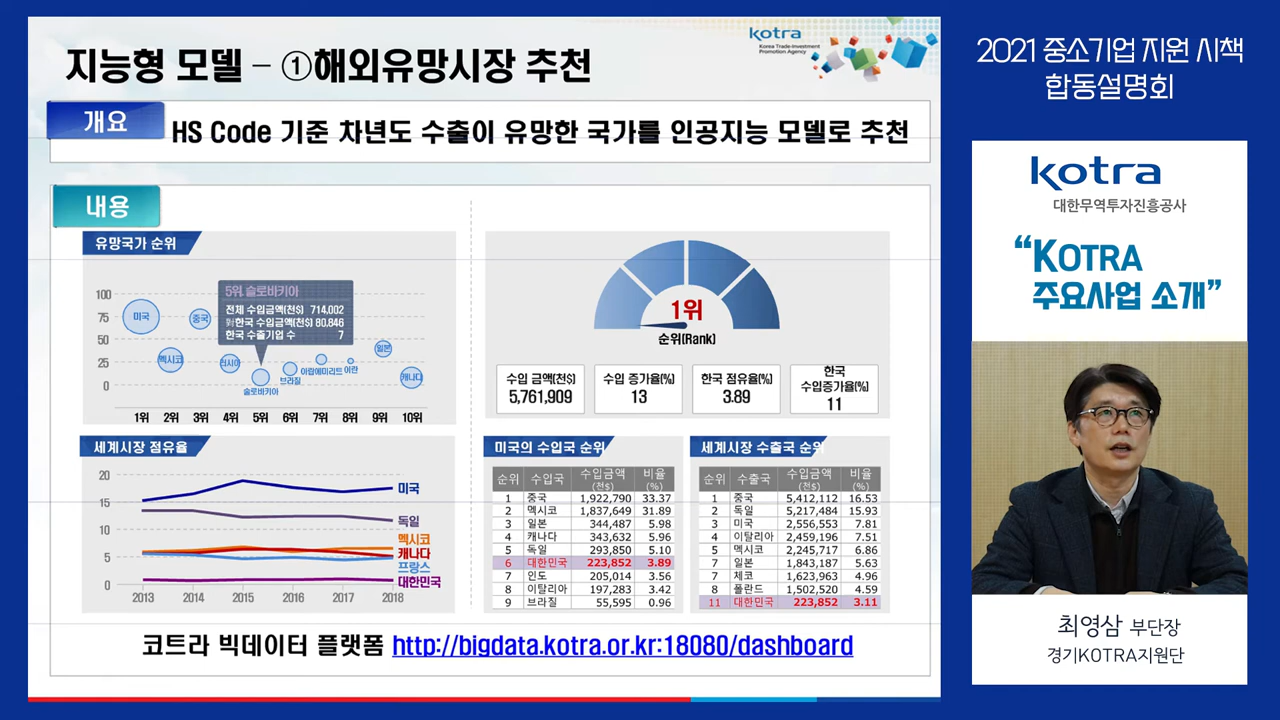 지능형 모델 – ①해외유망시장 추천
kotra
Korea Trade-Investment
Promotion Agency
개요
HS Code 기준 차년도 수출이 유망한 국가를 인공지능 모델로 추천
내용
유망국가 순위
100
75
50
25
0
미국
멕시코
중국
러시아
슬로바키아
브라질
아랍에미리트
이란
일본
캐나다
5위. 슬로바키아
전체 수입금액(천$) 714,002
對한국 수입금액(천$) 80,846
한국 수출기업 수 7
1위 2위 3위 4위 5위 6위 7위 8위 9위 10위
1위
순위(Rank)
수입 금액(천$)
5,761,909
수입 증가율(%)
13
한국 점유율(%)
3.89
한국
수입증가율(%)
11
세계시장 점유율
20
15
10
5
0
미국
독일
멕시코
캐나다
프랑스
대한민국
2013 2014 2015 2016 2017 2018
미국의 수입국 순위
순위 수입국 수입금액(천$) 비율(%)
1 중국 1,922,790 33.37
2 멕시코 1,837,649 31.89
3 일본 344,487 5.98
4 캐나다 343,632 5.96
5 독일 293,850 5.10
6 대한민국 223,852 3.89
7 인도 205,014 3.56
8 이탈리아 197,283 3.42
9 브라질 55,595 0.96
세계시장 수출국 순위
순위 수출국 수입금액(천$) 비율(%)
1 중국 5,412,112 16.53
2 독일 5,217,484 15.93
3 미국 2,556,553 7.81
4 이탈리아 2,459,196 7.51
5 멕시코 2,245,717 6.86
7 일본 1,843,187 5.63
7 체코 1,623,963 4.96
8 폴란드 1,502,520 4.59
11 대한민국 223,852 3.11
코트라 빅데이터 플랫폼 http://bigdata.kotra.or.kr:18080/dashboard
2021 중소기업 지원 시책
합동설명회
kotra
대한무역투자진흥공사
“KOTRA
주요사업 소개”
최영삼 부단장
경기KOTRA지원단